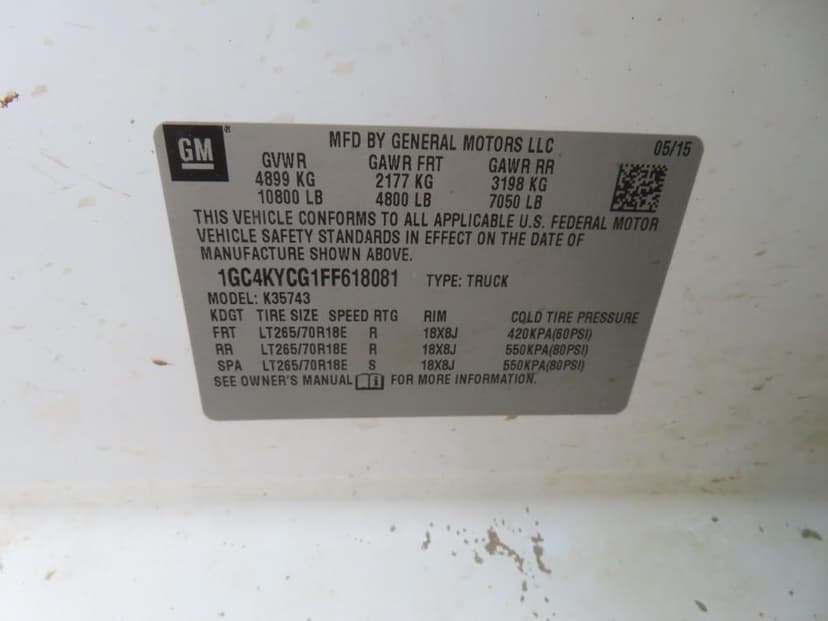 GM
MFD BY GENERAL MOTORS LLC 05/15
GVWR GAWR FRT GAWR RR
4899 KG 2177 KG 3198 KG
10800 LB 4800 LB 7050 LB
THIS VEHICLE CONFORMS TO ALL APPLICABLE U.S. FEDERAL MOTOR
VEHICLE SAFETY STANDARDS IN EFFECT ON THE DATE OF
MANUFACTURE SHOWN ABOVE.
1GC4KYCG1FF618081 TYPE: TRUCK
MODEL: K35743
KDGT TIRE SIZE SPEED RTG RIM COLD TIRE PRESSURE
FRT LT265/70R18E R 18X8J 420KPA(60PSI)
RR LT265/70R18E R 18X8J 550KPA(80PSI)
SPA LT265/70R18E S 18X8J 550KPA(80PSI)
SEE OWNER'S MANUAL FOR MORE INFORMATION.